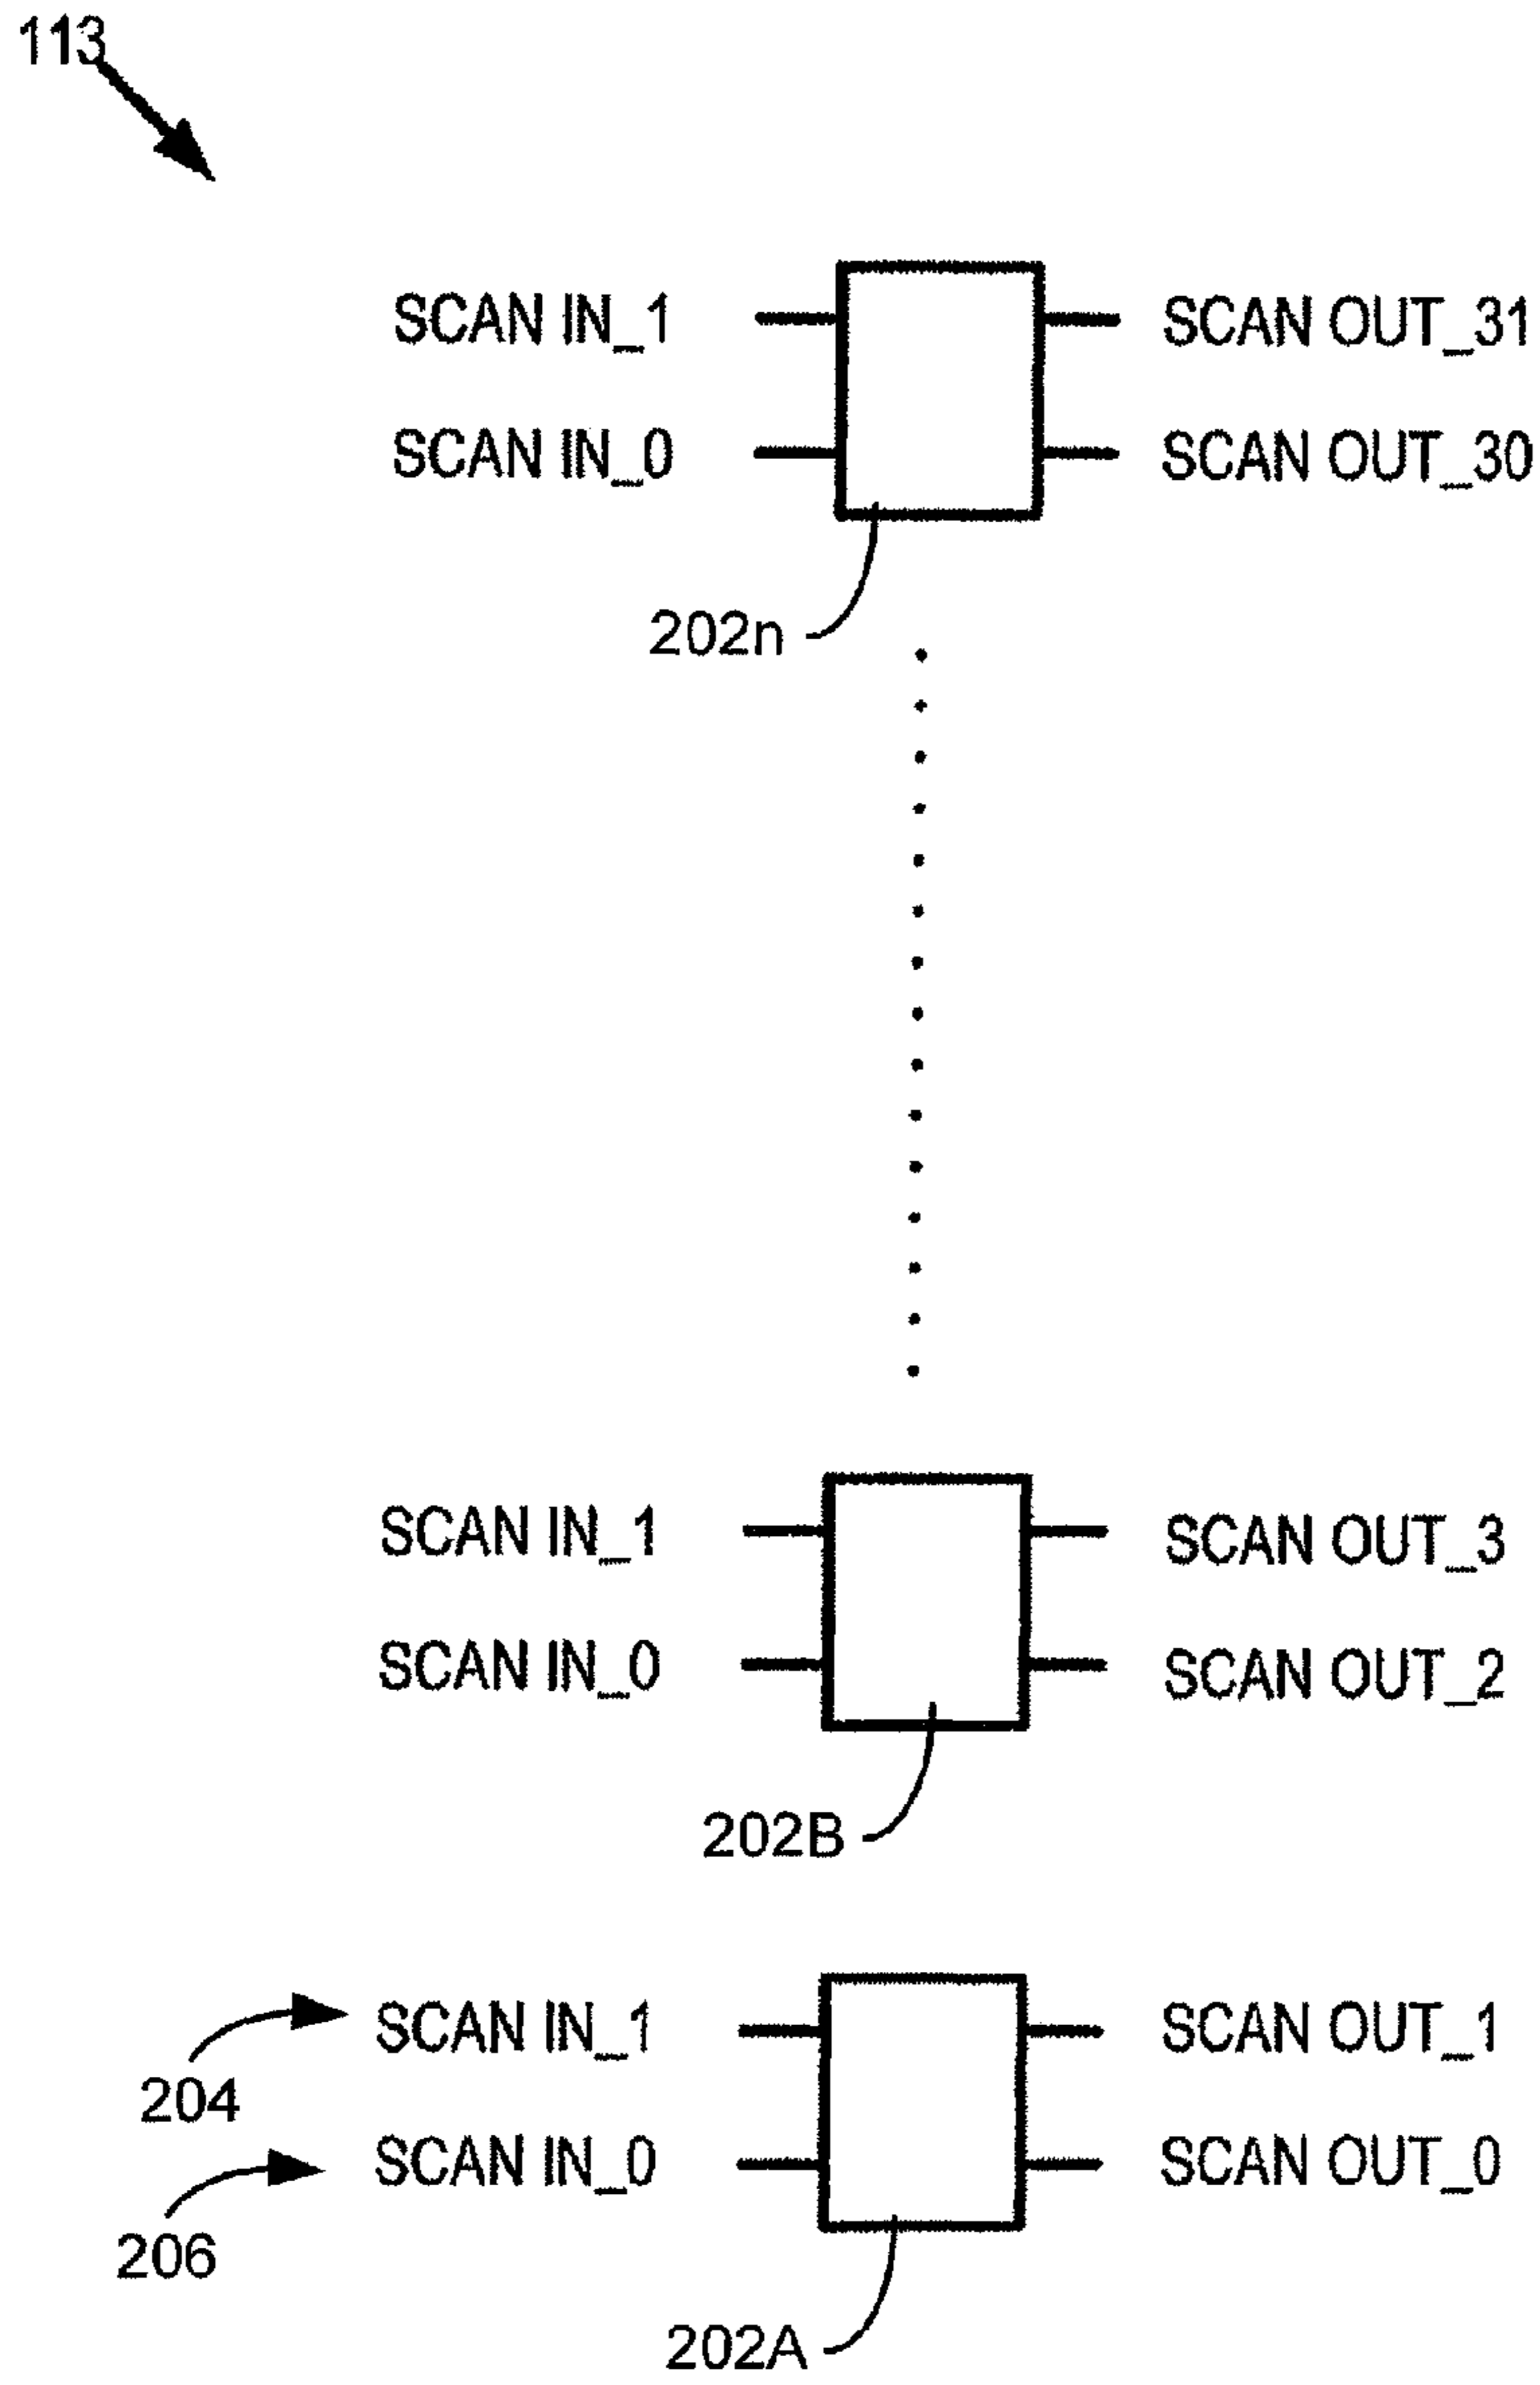 113
SCAN IN_1 SCAN OUT_31
SCAN IN_0 SCAN OUT_30
202n
SCAN IN_1 SCAN OUT_3
SCAN IN_0 SCAN OUT_2
202B
SCAN IN_1 SCAN OUT_1
204
SCAN IN_0 SCAN OUT_0
206
202A